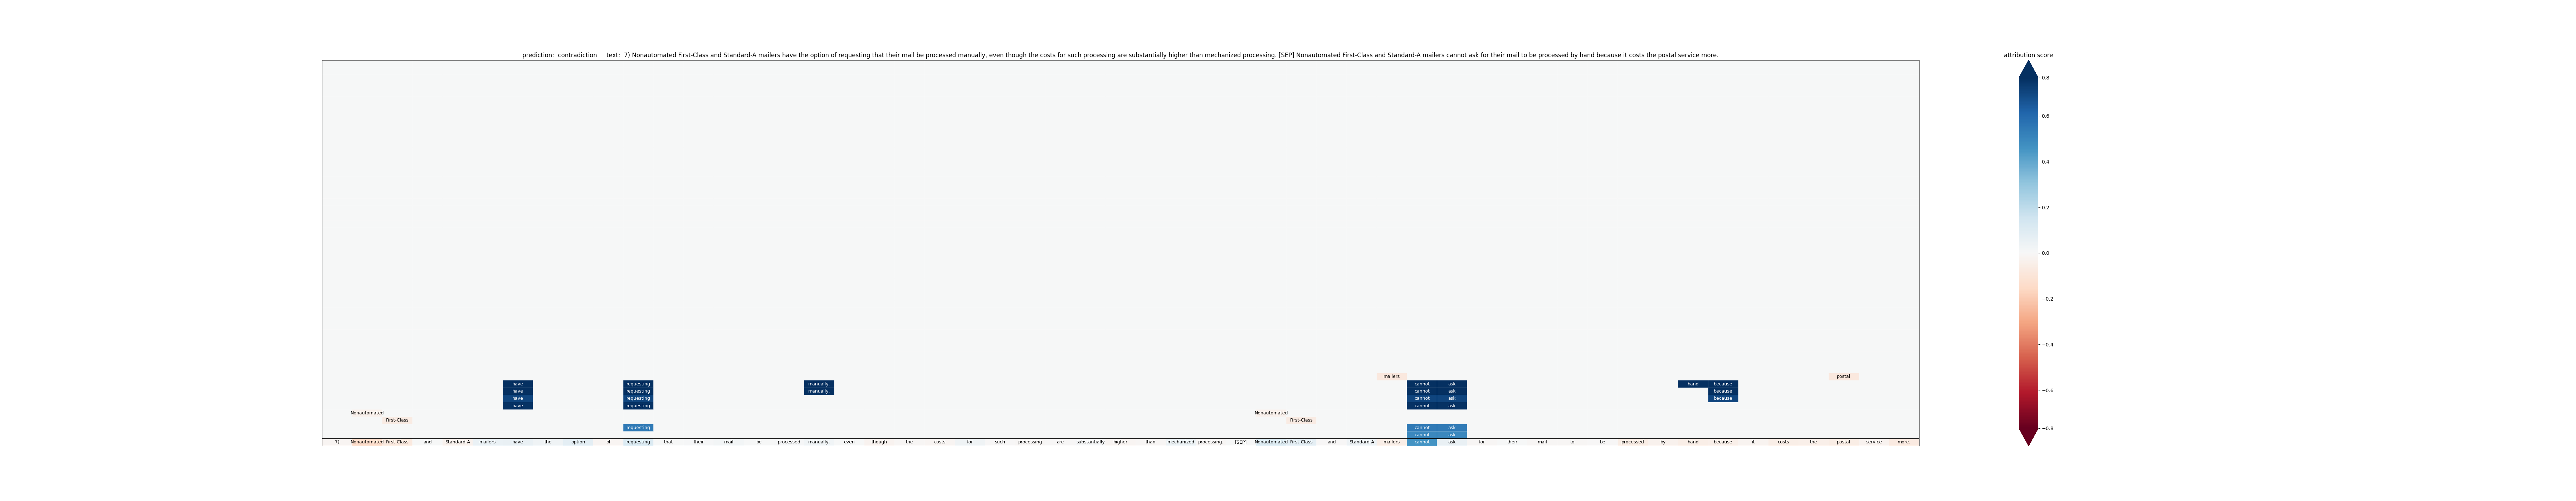 prediction:  contradiction     text:  7) Nonautomated First-Class and Standard-A mailers have the option of requesting that their mail be processed manually, even though the costs for such processing are substantially higher than mechanized processing. [SEP] Nonautomated First-Class and Standard-A mailers cannot ask for their mail to be processed by hand because it costs the postal service more.
attribution score
0.8
0.6
0.4
0.2
0.0
−0.2
−0.4
−0.6
−0.8
mailers postal
have requesting manually, cannot ask hand because
have requesting manually, cannot ask because
have requesting cannot ask because
have requesting cannot ask
Nonautomated Nonautomated
First-Class First-Class
requesting cannot ask
cannot ask
7) Nonautomated First-Class and Standard-A mailers have the option of requesting that their mail be processed manually, even though the costs for such processing are substantially higher than mechanized processing. [SEP] Nonautomated First-Class and Standard-A mailers cannot ask for their mail to be processed by hand because it costs the postal service more.